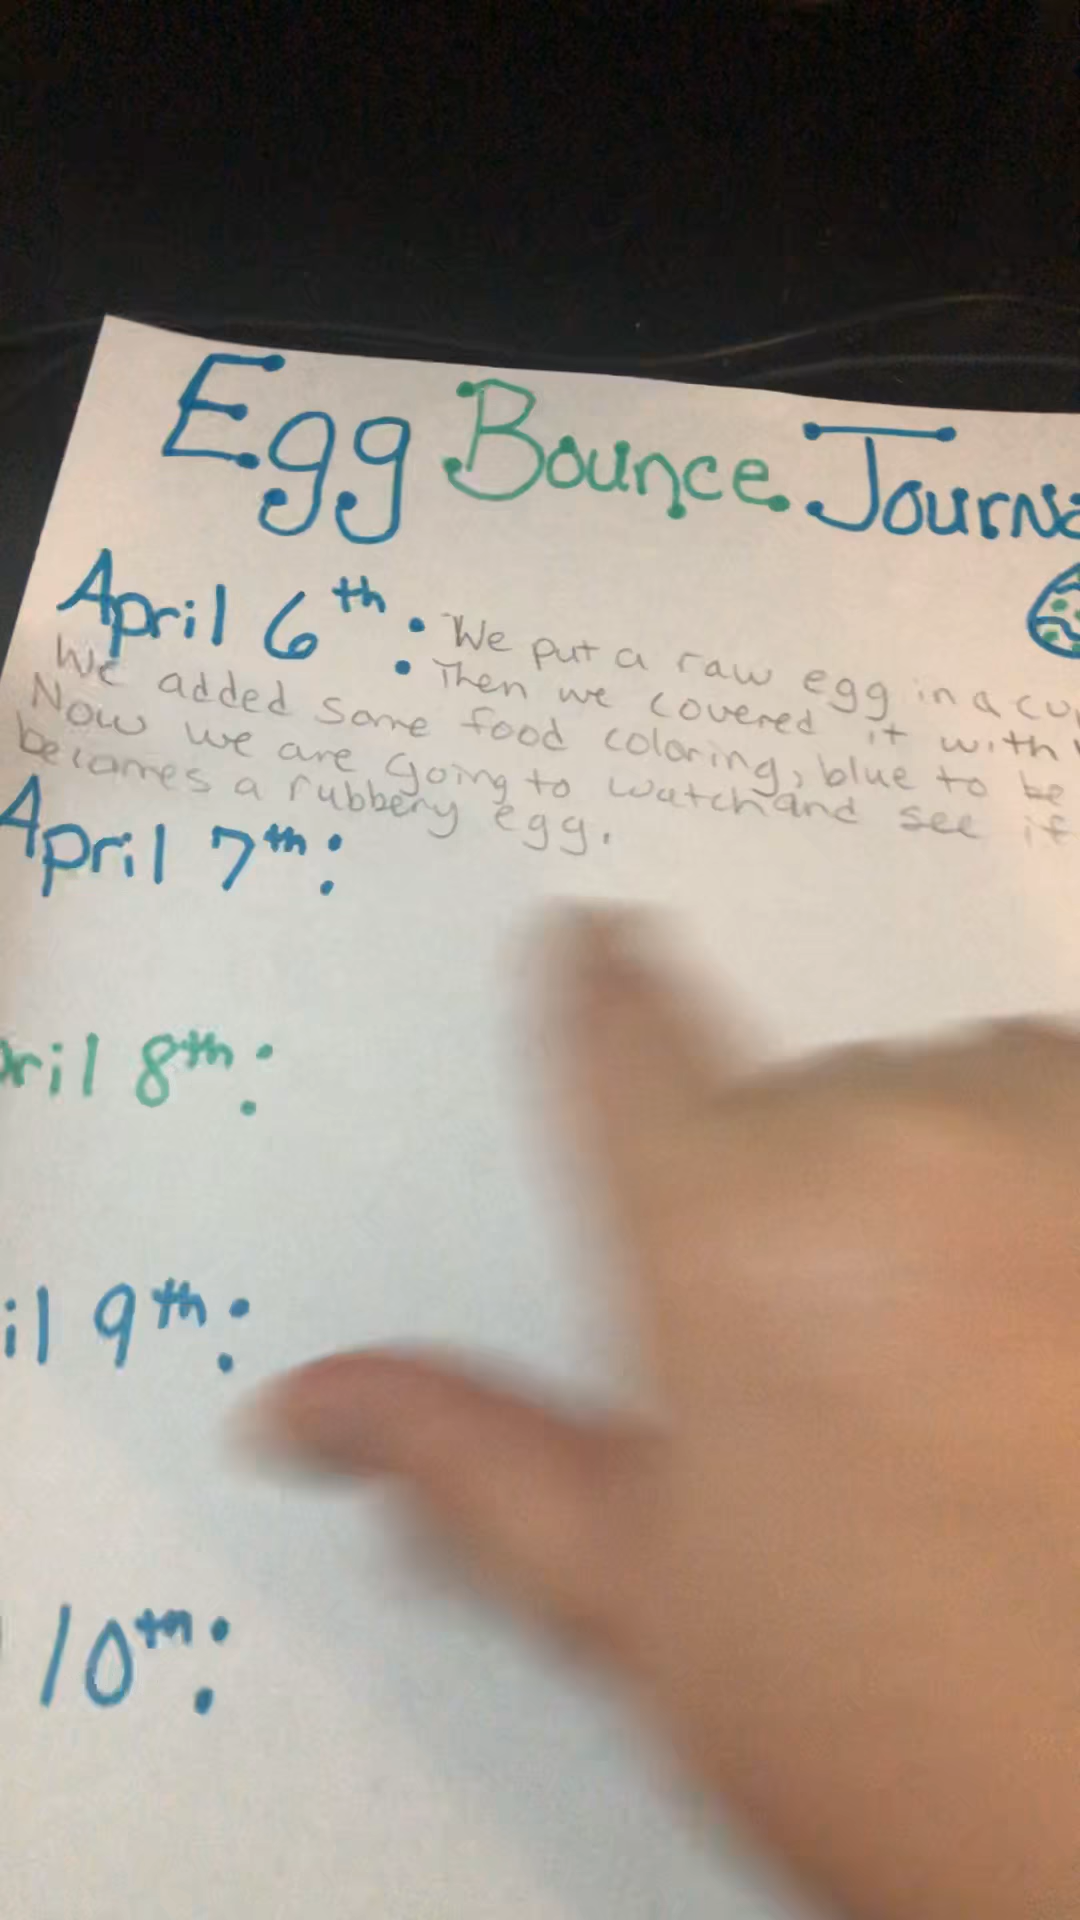 Egg Bounce Journa
April 6th: We put a raw egg in a cu
Then we covered it with
We added some food coloring, blue to be
Now we are going to watch and see if
becomes a rubbery egg.
April 7th:
pril 8th:
il 9th:
10th: